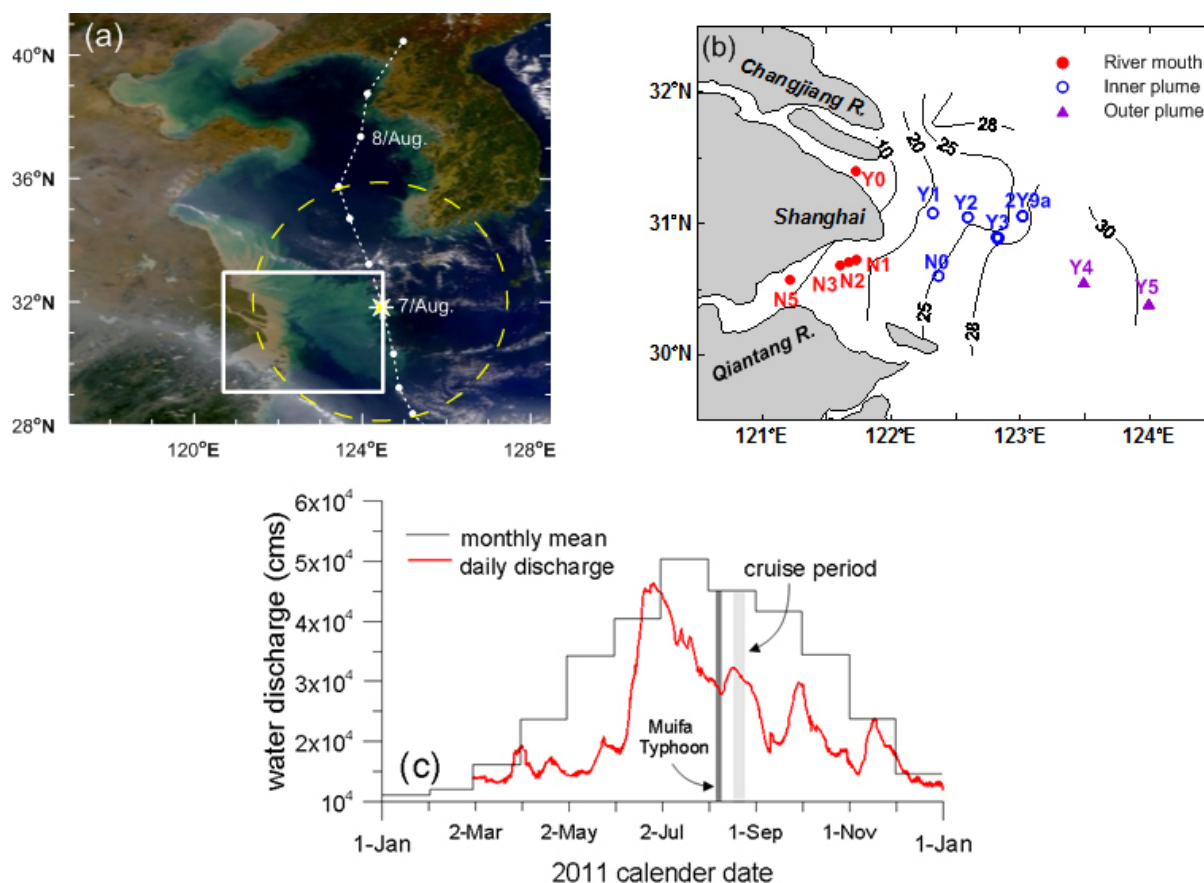 (a)
40°N
36°N
32°N
28°N
120°E
124°E
128°E
8/Aug.
7/Aug.
(b)
River mouth
Inner plume
Outer plume
32°N
31°N
30°N
121°E
122°E
123°E
124°E
Changjiang R.
Shanghai
Qiantang R.
10
20
25
28
25
28
30
Y0
Y1
Y2
2Y9a
Y3
N0
N1
N2
N3
N5
Y4
Y5
6x10⁴
5x10⁴
4x10⁴
3x10⁴
2x10⁴
10⁴
water discharge (cms)
monthly mean
daily discharge
cruise period
Muifa
Typhoon
(c)
1-Jan
2-Mar
2-May
2-Jul
1-Sep
1-Nov
1-Jan
2011 calender date